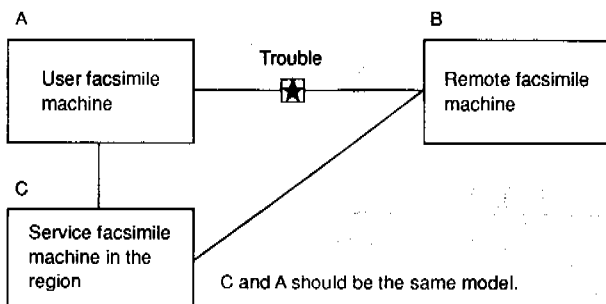 A
B
Trouble
User facsimile
machine
Remote facsimile
machine
C
Service facsimile
machine in the
region
C and A should be the same model.